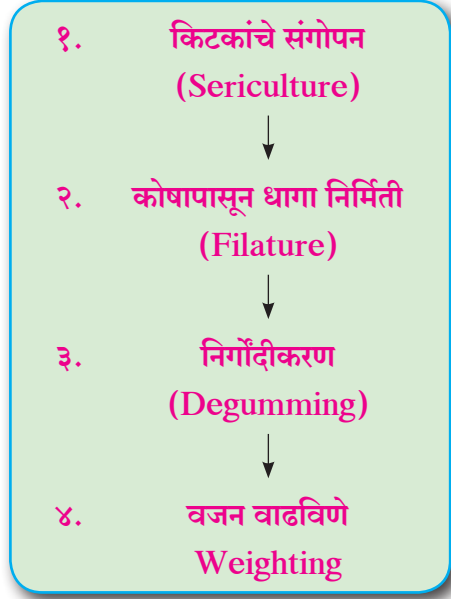 १. किटकांचे संगोपन
(Sericulture)
२. कोषापासून धागा निर्मिती
(Filature)
३. निर्गोंदीकरण
(Degumming)
४. वजन वाढविणे
Weighting